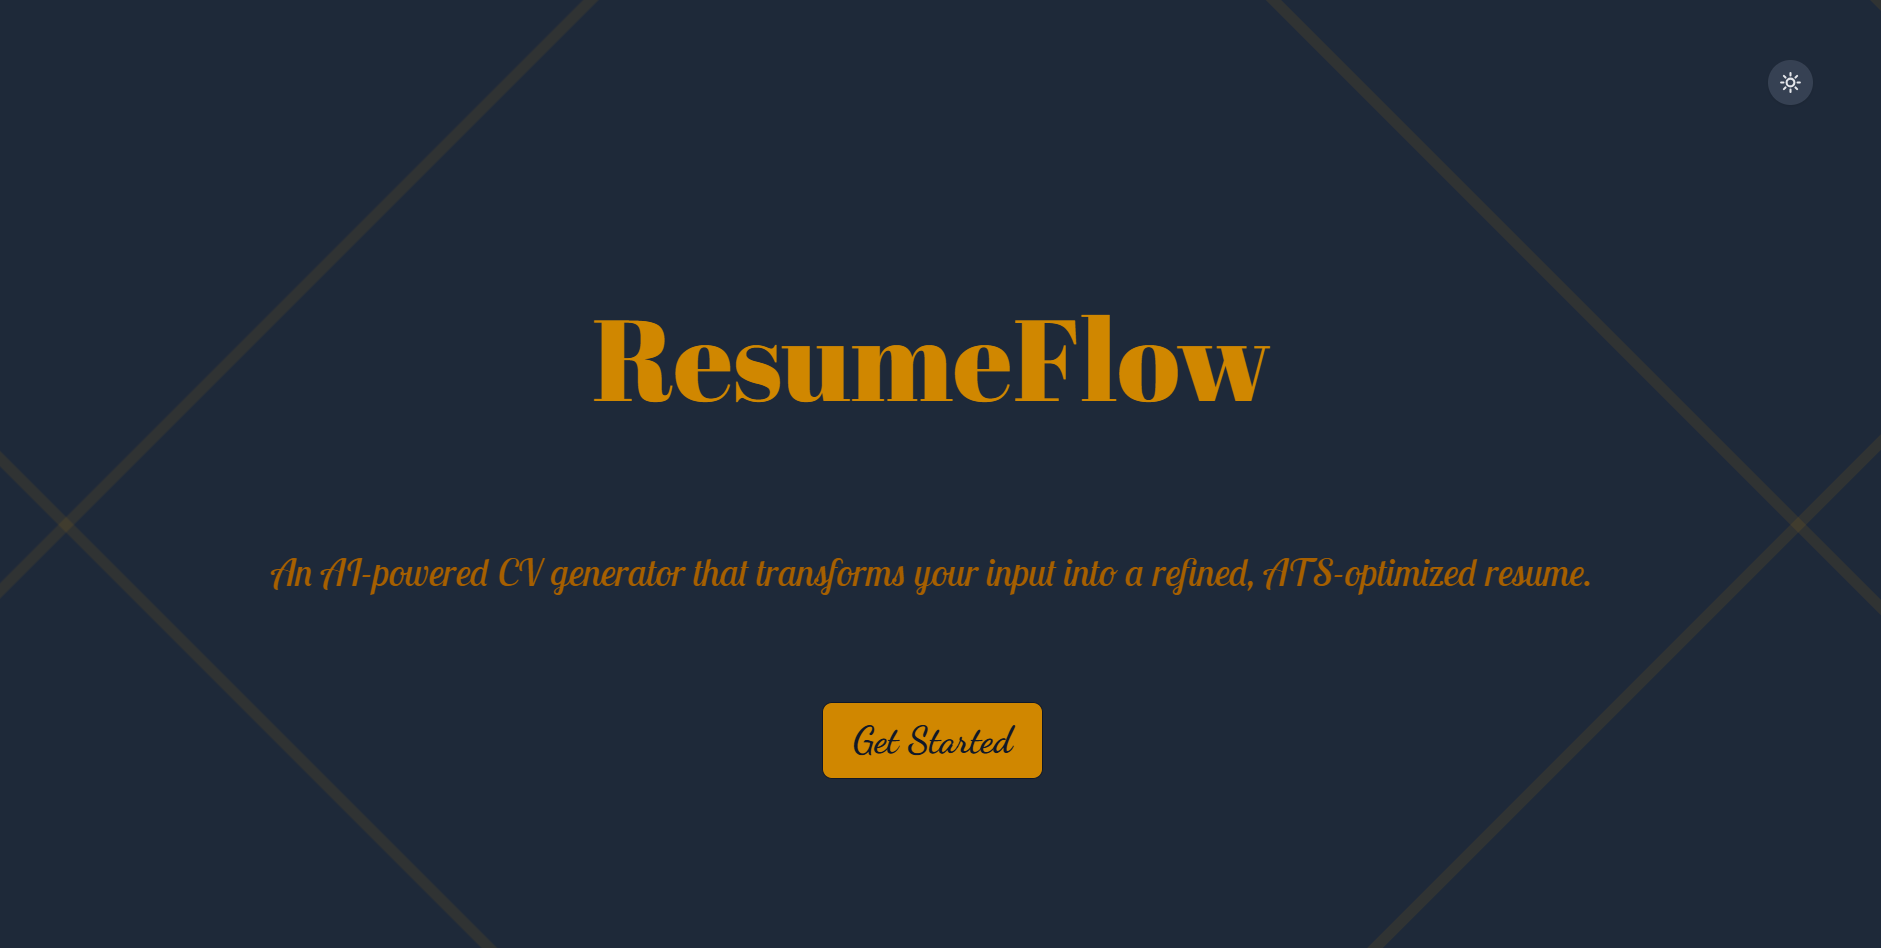 ResumeFlow
An AI-powered CV generator that transforms your input into a refined, ATS-optimized resume.
Get Started